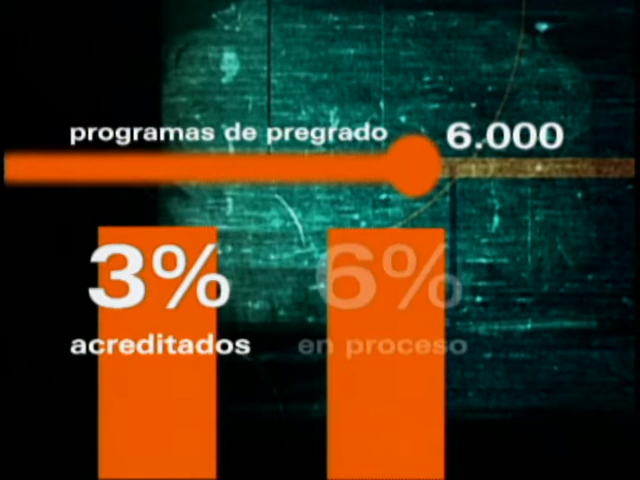 programas de pregrado 6.000
3% 6%
acreditados en proceso